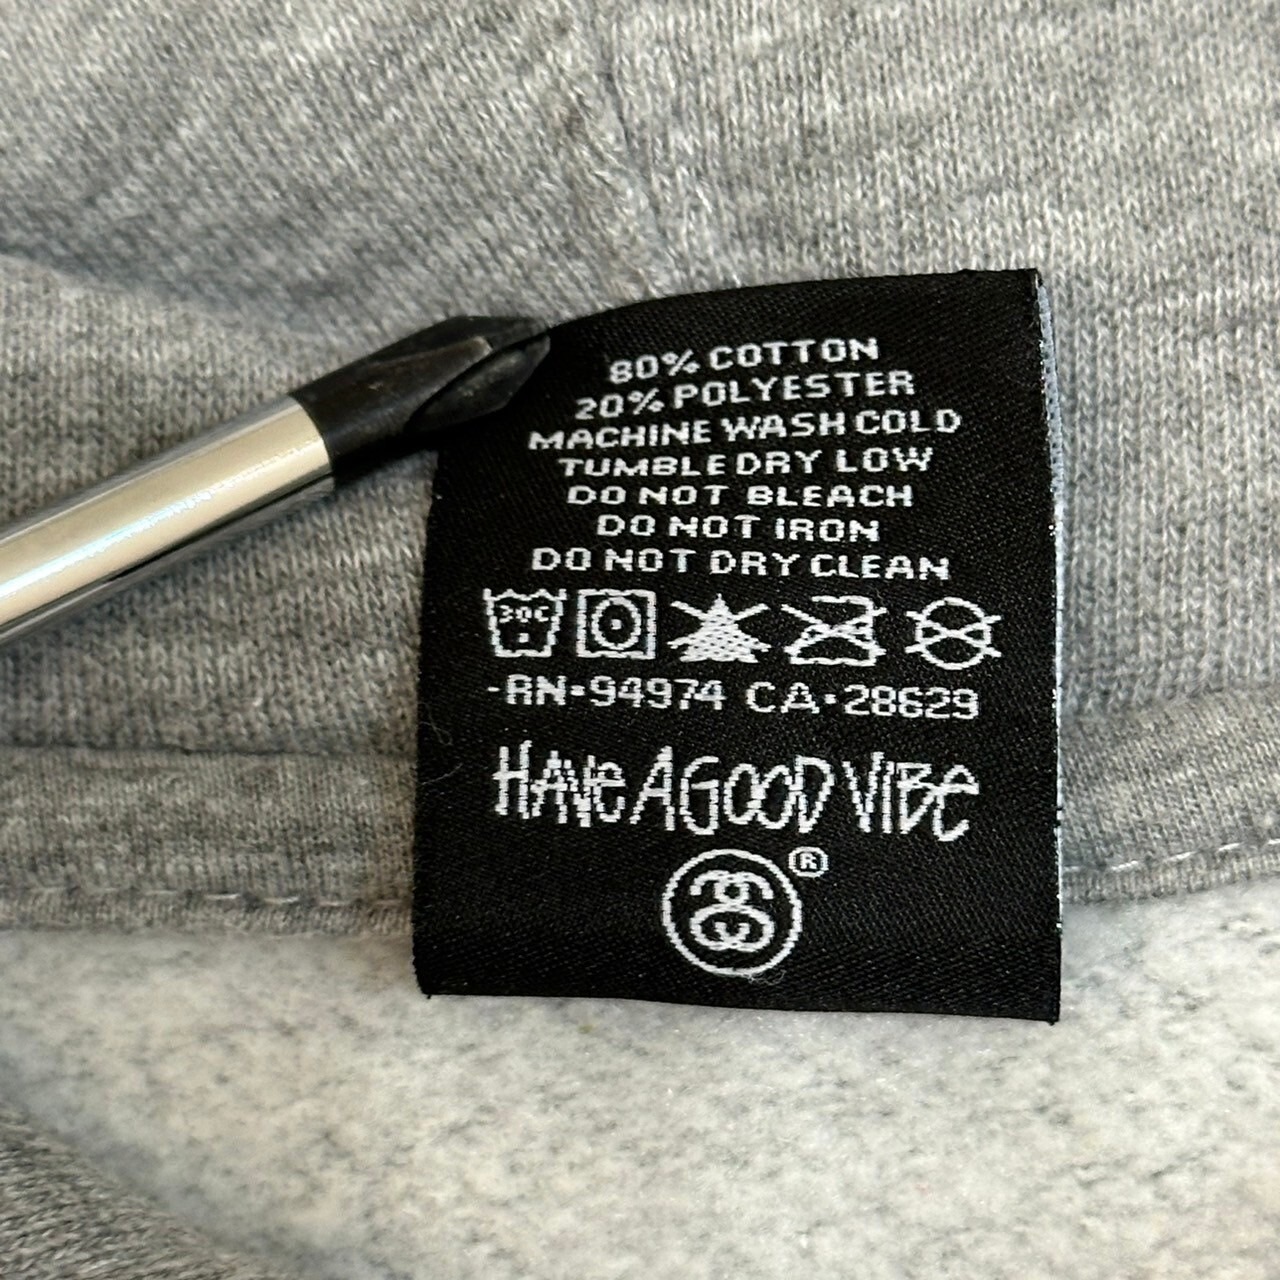 80% COTTON
20% POLYESTER
MACHINE WASH COLD
TUMBLE DRY LOW
DO NOT BLEACH
DO NOT IRON
DO NOT DRY CLEAN
30C
-RN•94974 CA•28629
HAVE A GOOD VIBE
®